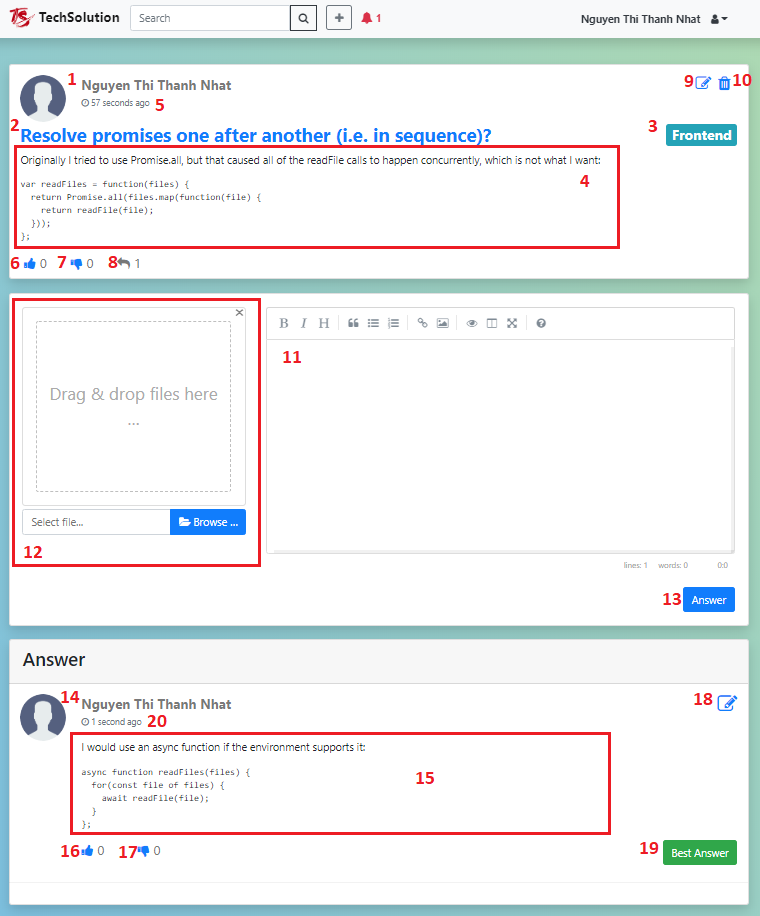 TS TechSolution Search 1 Nguyen Thi Thanh Nhat
1 Nguyen Thi Thanh Nhat 9 10
57 seconds ago 5
2 Resolve promises one after another (i.e. in sequence)? 3 Frontend
Originally I tried to use Promise.all, but that caused all of the readFile calls to happen concurrently, which is not what I want:
4
var readFiles = function(files) {
return Promise.all(files.map(function(file) {
return readFile(file);
}));
};
6 0 7 0 8 1
×
B I H
11
Drag & drop files here
...
Select file... Browse ...
12
lines: 1 words: 0 0:0
13 Answer
Answer
14 Nguyen Thi Thanh Nhat 18
1 second ago 20
I would use an async function if the environment supports it:
15
async function readFiles(files) {
for(const file of files) {
await readFile(file);
}
};
16 0 17 0 19 Best Answer